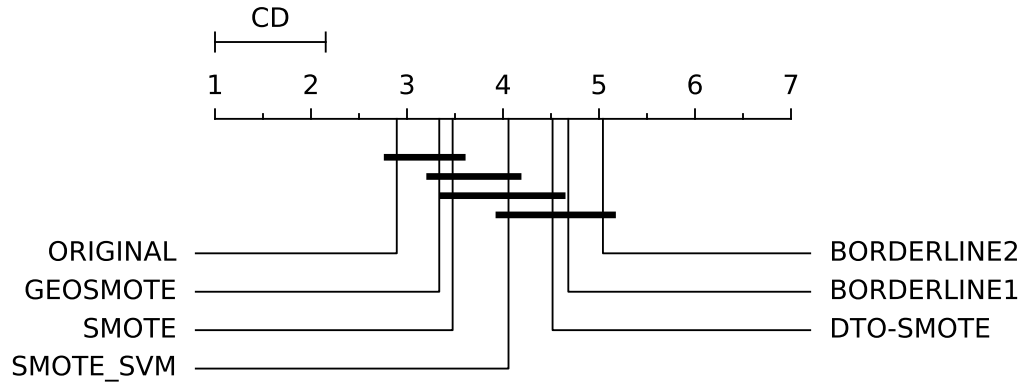 CD
1 2 3 4 5 6 7
ORIGINAL BORDERLINE2
GEOSMOTE BORDERLINE1
SMOTE DTO-SMOTE
SMOTE_SVM